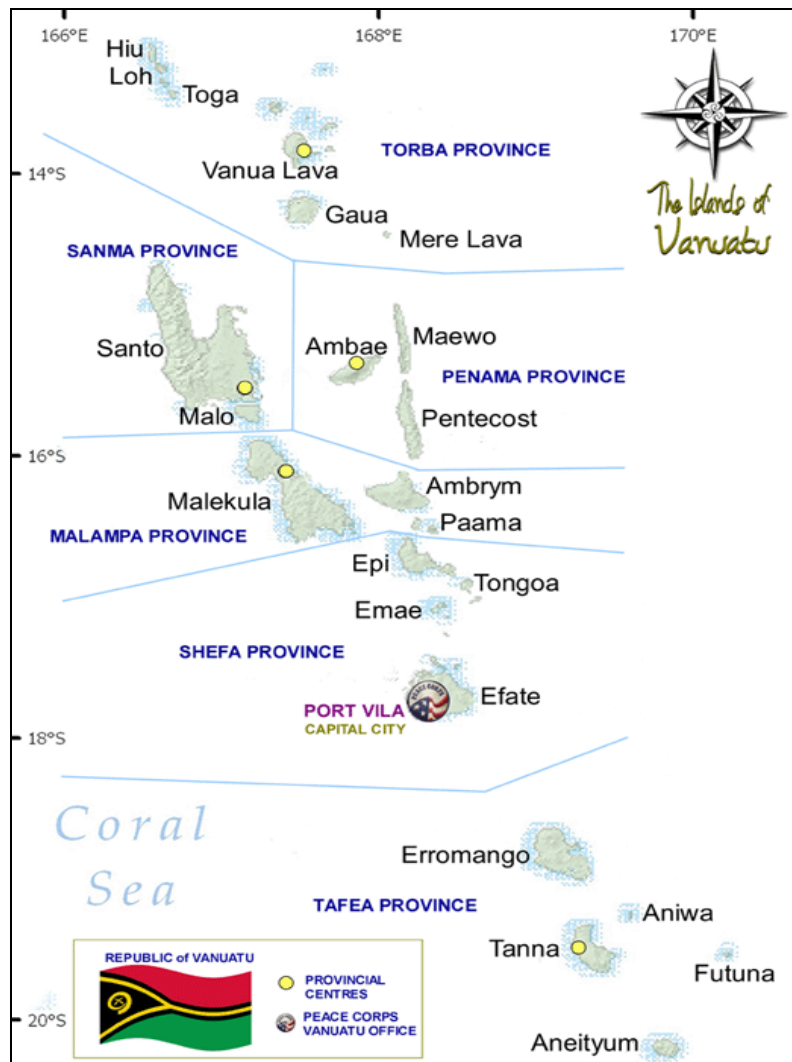 166°E
168°E
170°E
Hiu
Loh
Toga
TORBA PROVINCE
Vanua Lava
14°S
The Islands of
Vanuatu
Gaua
Mere Lava
SANMA PROVINCE
Santo
Ambae
Maewo
PENAMA PROVINCE
Malo
Pentecost
16°S
Malekula
Ambrym
Paama
MALAMPA PROVINCE
Epi
Tongoa
Emae
SHEFA PROVINCE
Efate
PEACE CORPS
PORT VILA
CAPITAL CITY
18°S
Coral
Sea
Erromango
TAFEA PROVINCE
Aniwa
Tanna
Futuna
REPUBLIC of VANUATU
PROVINCIAL
CENTRES
PEACE CORPS
VANUATU OFFICE
20°S
Aneityum